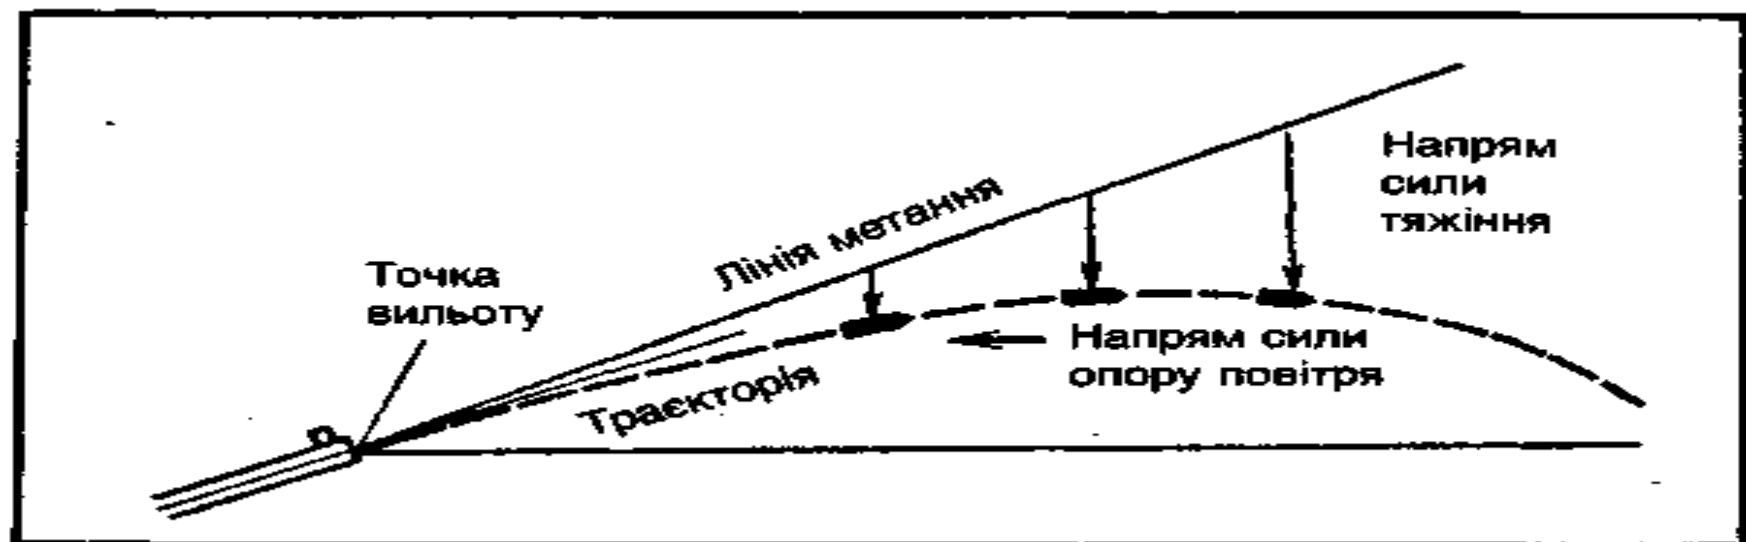 Напрям
сили
тяжіння
Лінія метання
Точка
вильоту
Напрям сили
опору повітря
Траєкторія